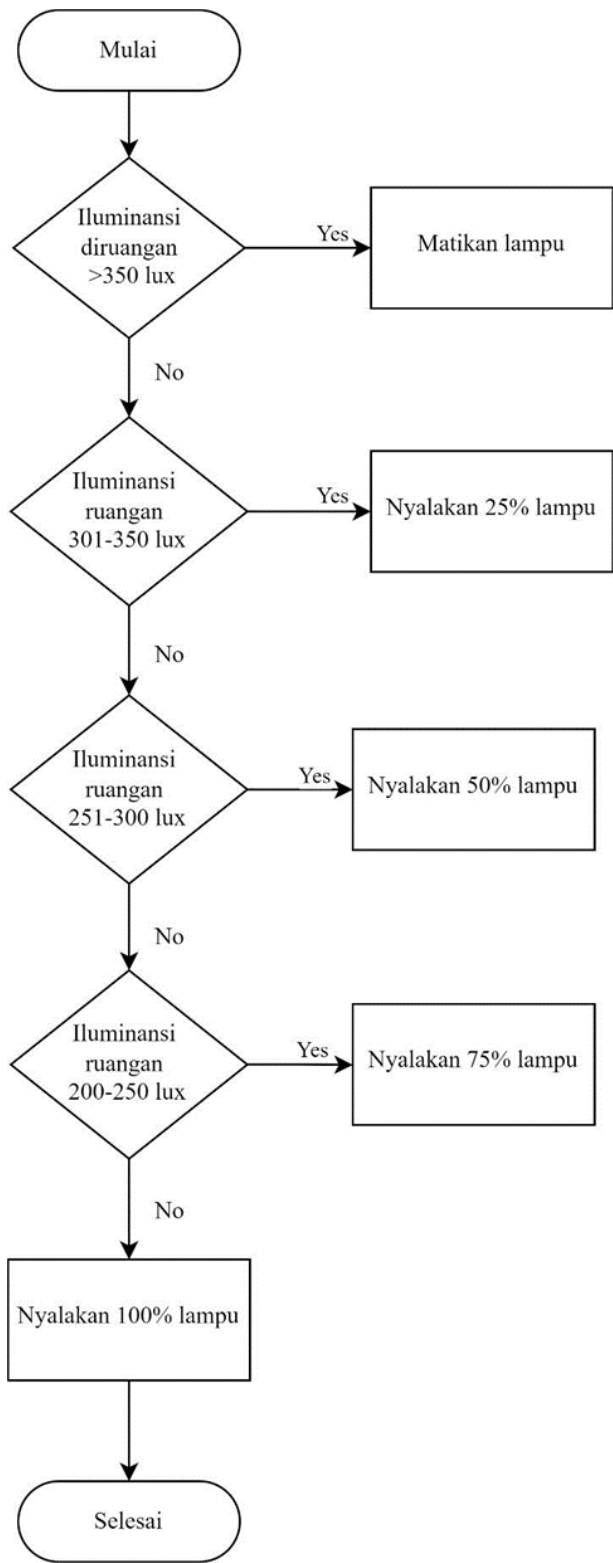 Mulai
Iluminansi
diruangan
>350 lux
Yes
Matikan lampu
No
Iluminansi
ruangan
301-350 lux
Yes
Nyalakan 25% lampu
No
Iluminansi
ruangan
251-300 lux
Yes
Nyalakan 50% lampu
No
Iluminansi
ruangan
200-250 lux
Yes
Nyalakan 75% lampu
No
Nyalakan 100% lampu
Selesai